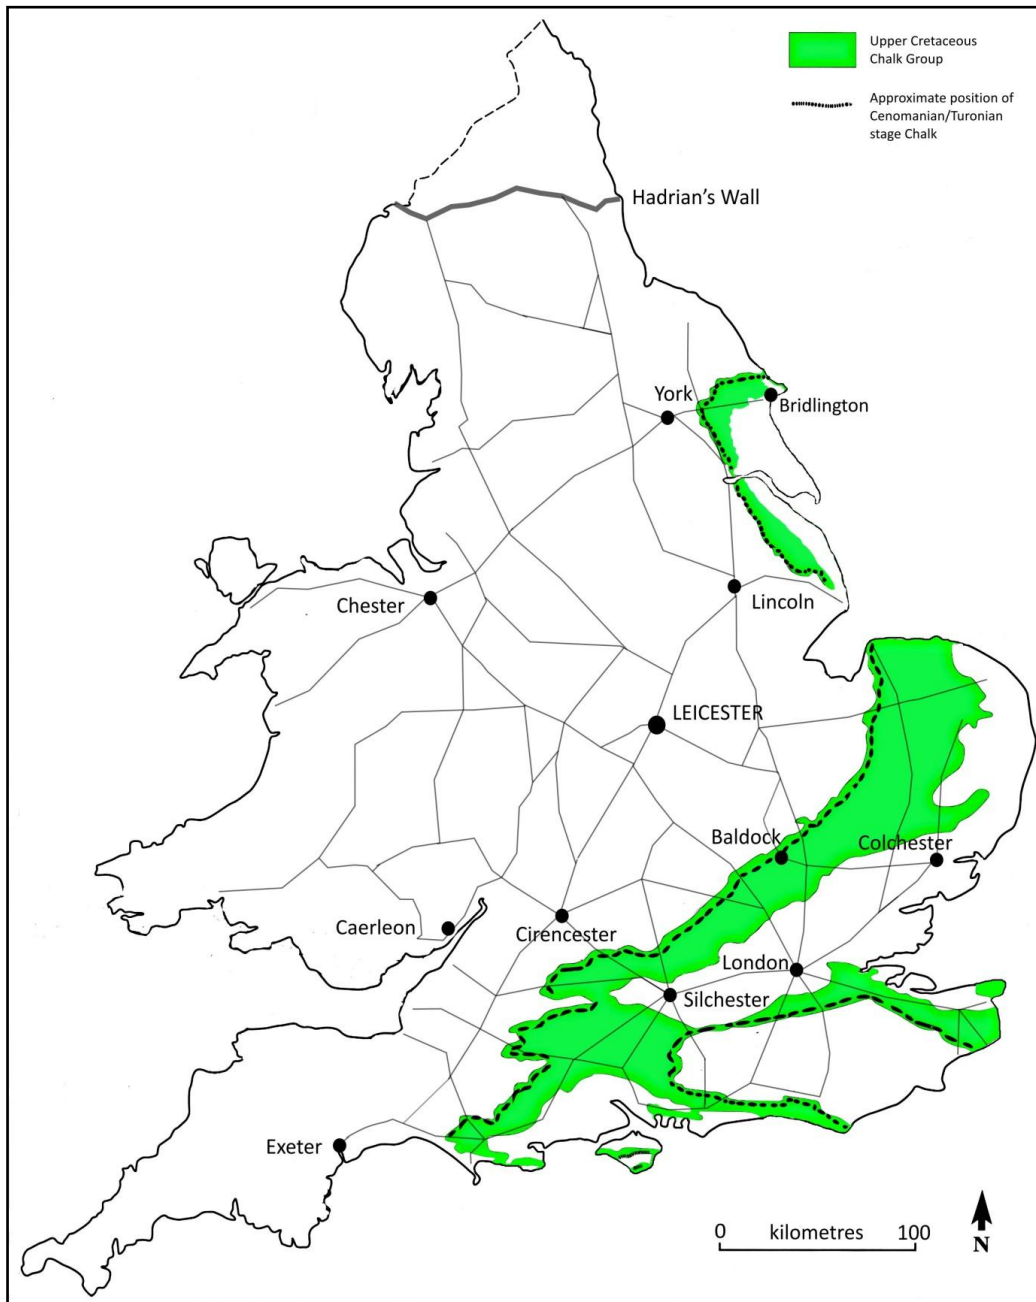 Upper Cretaceous
Chalk Group
Approximate position of
Cenomanian/Turonian
stage Chalk
Hadrian's Wall
York
Bridlington
Chester
Lincoln
LEICESTER
Baldock
Colchester
Caerleon
Cirencester
London
Silchester
Exeter
0 kilometres 100
N